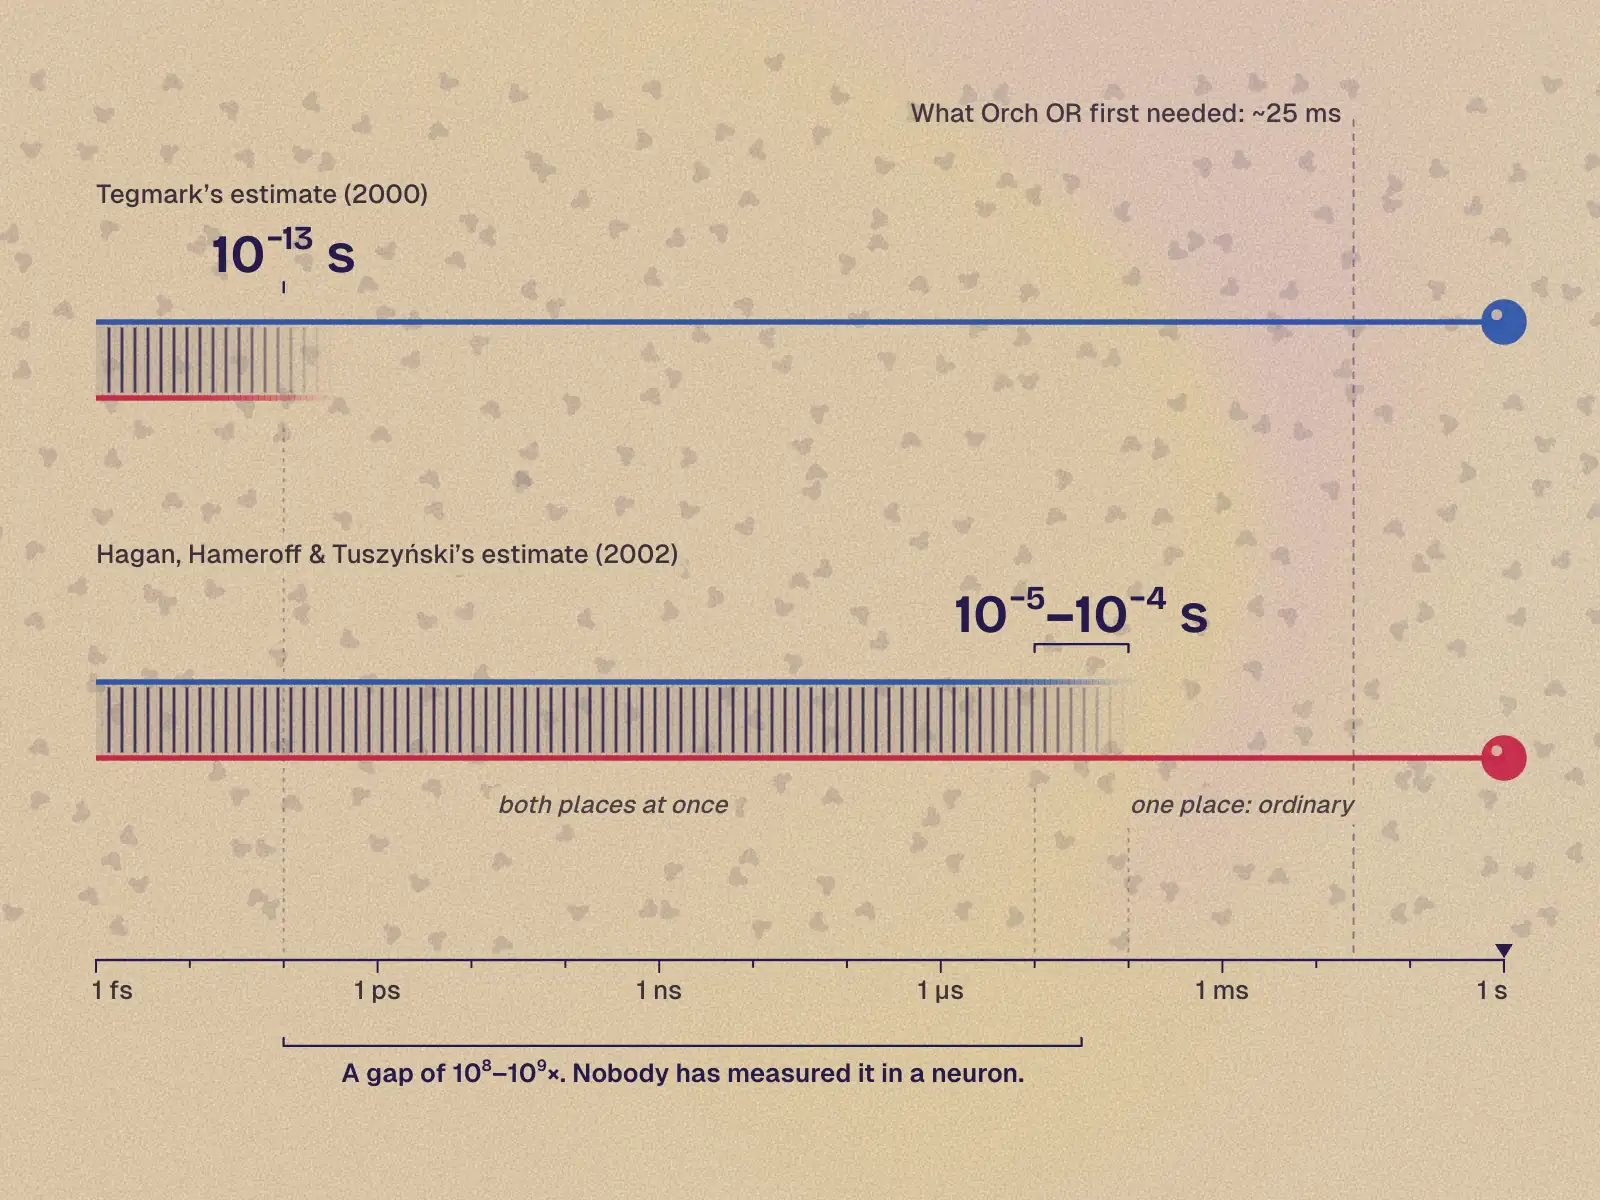 What Orch OR first needed: ~25 ms
Tegmark’s estimate (2000)
10⁻¹³ s
Hagan, Hameroff & Tuszyński’s estimate (2002)
10⁻⁵–10⁻⁴ s
both places at once
one place: ordinary
1 fs
1 ps
1 ns
1 µs
1 ms
1 s
A gap of 10⁸–10⁹×. Nobody has measured it in a neuron.